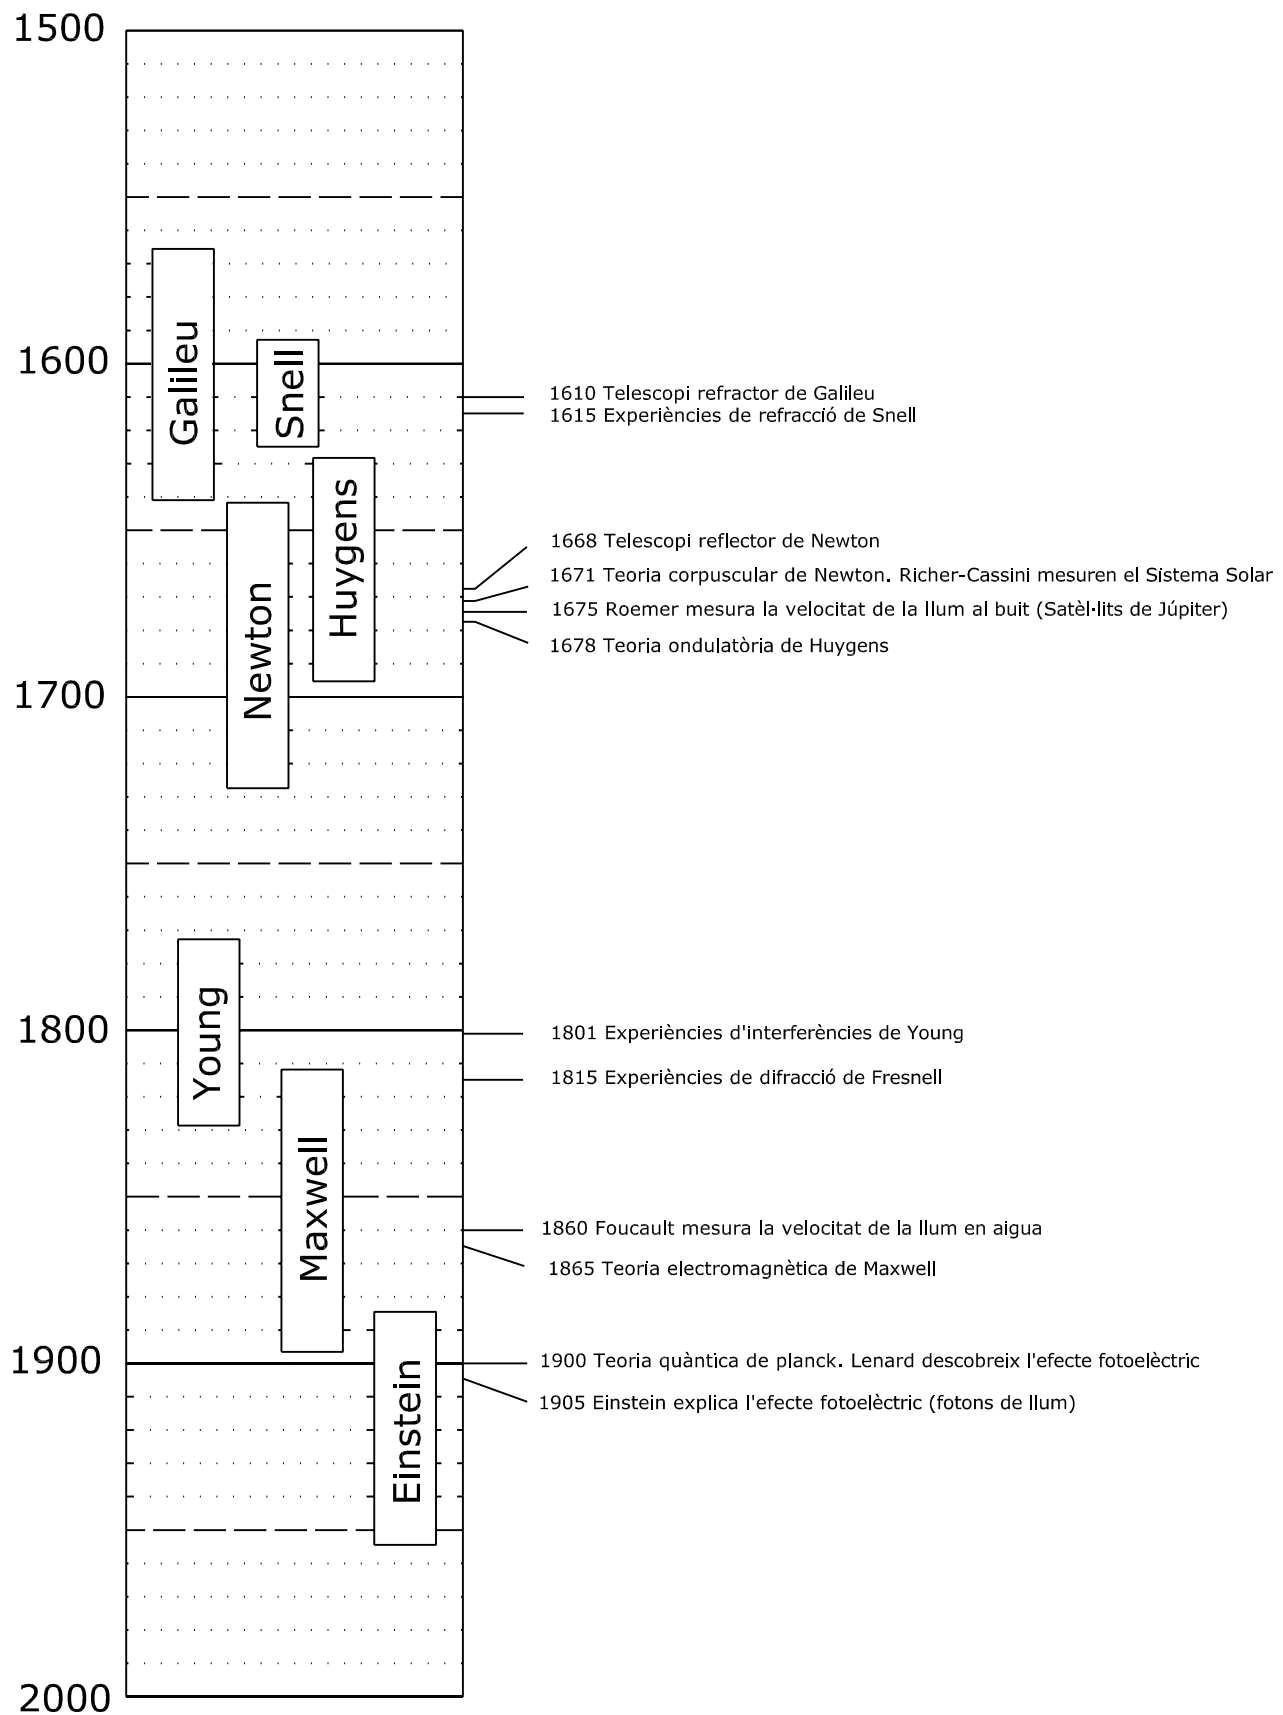 1500
Galileu
1600
Snell
1610 Telescopi refractor de Galileu
1615 Experiències de refracció de Snell
Huygens
Newton
1668 Telescopi reflector de Newton
1671 Teoria corpuscular de Newton. Richer-Cassini mesuren el Sistema Solar
1675 Roemer mesura la velocitat de la llum al buit (Satèl·lits de Júpiter)
1678 Teoria ondulatòria de Huygens
1700
Young
1800
1801 Experiències d'interferències de Young
1815 Experiències de difracció de Fresnell
Maxwell
1860 Foucault mesura la velocitat de la llum en aigua
1865 Teoria electromagnètica de Maxwell
Einstein
1900
1900 Teoria quàntica de planck. Lenard descobreix l'efecte fotoelèctric
1905 Einstein explica l'efecte fotoelèctric (fotons de llum)
2000